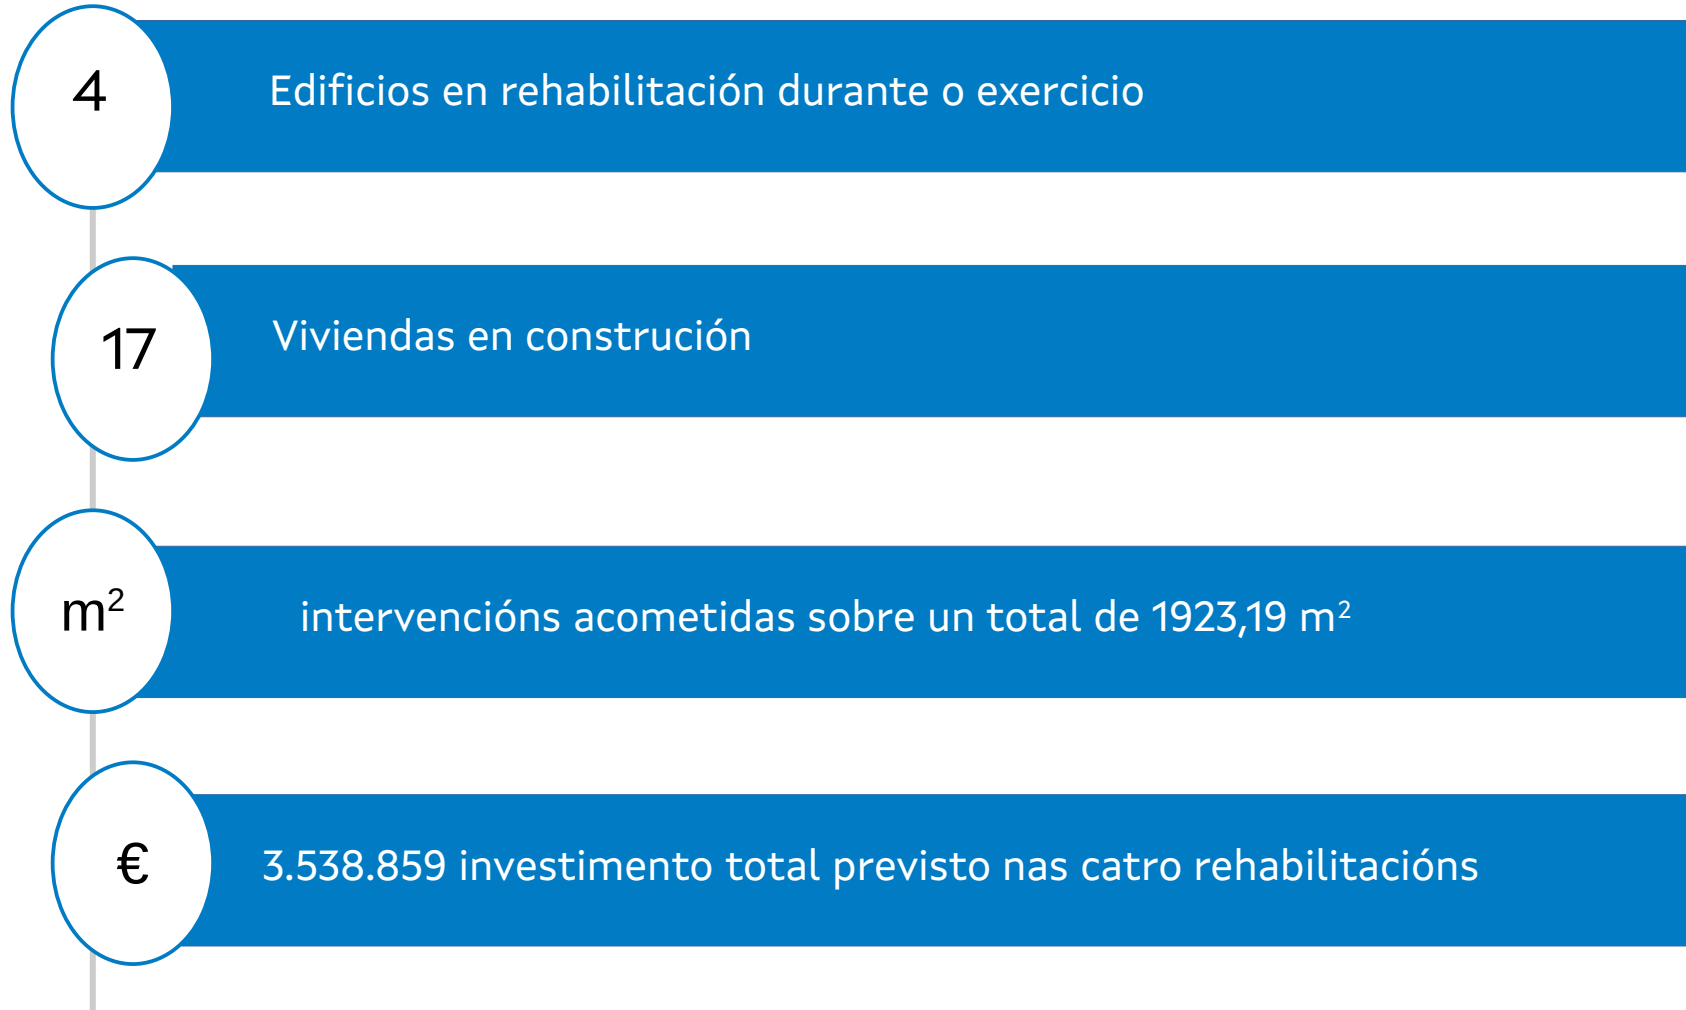 4
Edificios en rehabilitación durante o exercicio
17
Viviendas en construción
m²
intervencións acometidas sobre un total de 1923,19 m²
€
3.538.859 investimento total previsto nas catro rehabilitacións